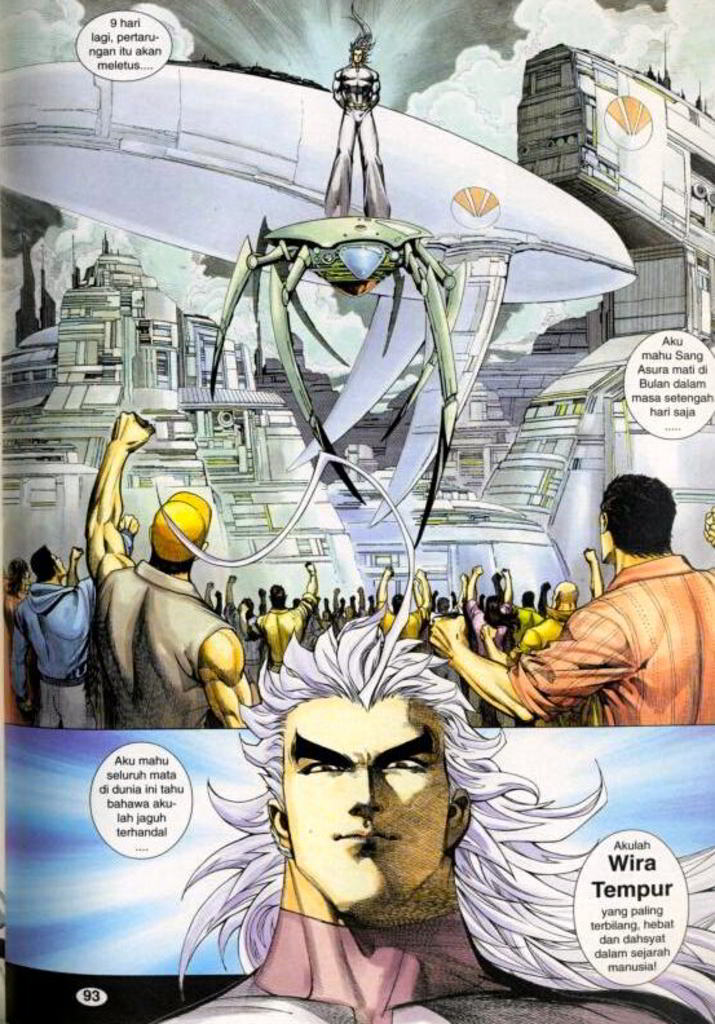 9 hari
lagi, pertaru-
ngan itu akan
meletus....
Aku
mahu Sang
Asura mati di
Bulan dalam
masa setengah
hari saja
.....
Aku mahu
seluruh mata
di dunia ini tahu
bahawa aku-
lah jaguh
terhandal
....
Akulah
Wira
Tempur
yang paling
terbilang, hebat
dan dahsyat
dalam sejarah
manusia!
93